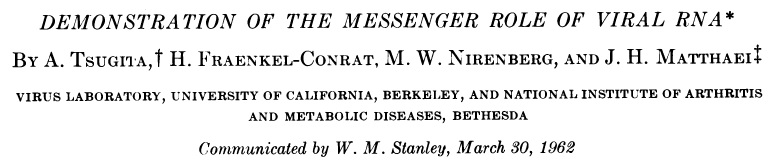 DEMONSTRATION OF THE MESSENGER ROLE OF VIRAL RNA*
BY A. TSUGITA,† H. FRAENKEL-CONRAT, M. W. NIRENBERG, AND J. H. MATTHAEI‡
VIRUS LABORATORY, UNIVERSITY OF CALIFORNIA, BERKELEY, AND NATIONAL INSTITUTE OF ARTHRITIS
AND METABOLIC DISEASES, BETHESDA
Communicated by W. M. Stanley, March 30, 1962